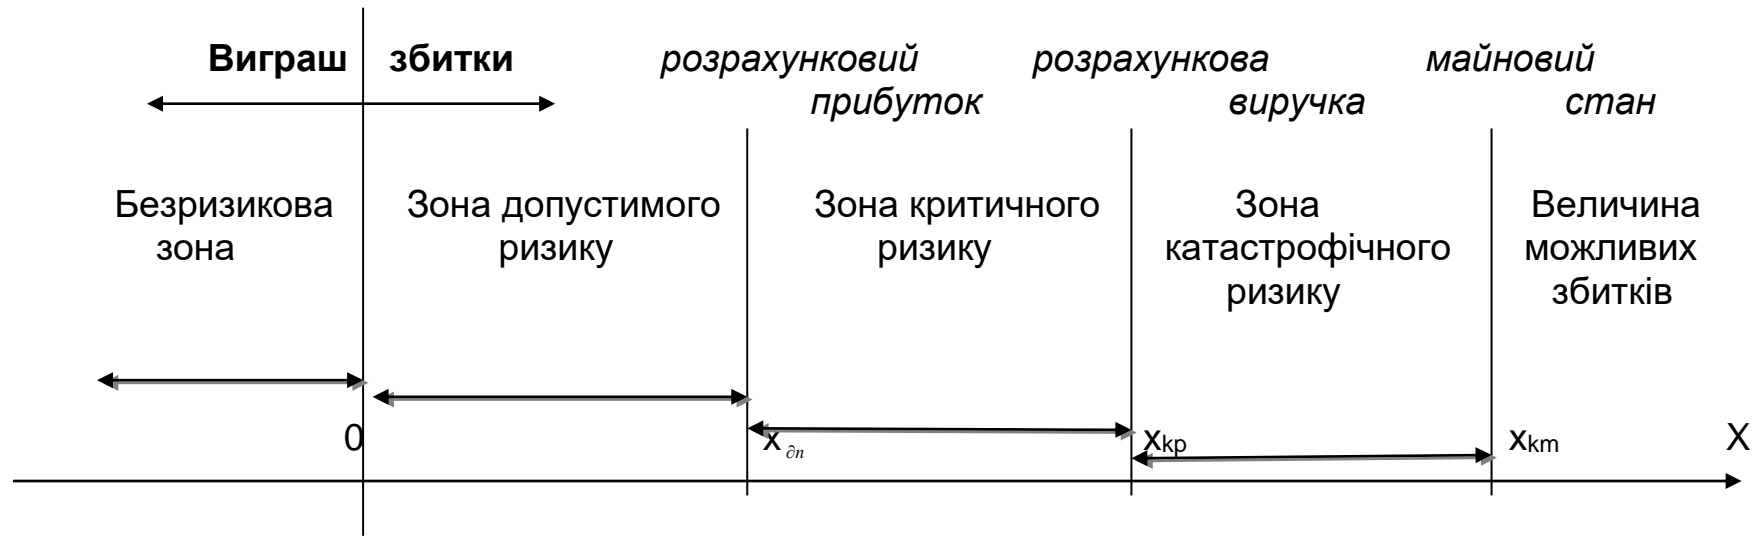 Виграш збитки розрахунковий розрахункова майновий
прибуток виручка стан
Безризикова Зона допустимого Зона критичного Зона Величина
зона ризику ризику катастрофічного можливих
ризику збитків
0 x дп xkp xkm X